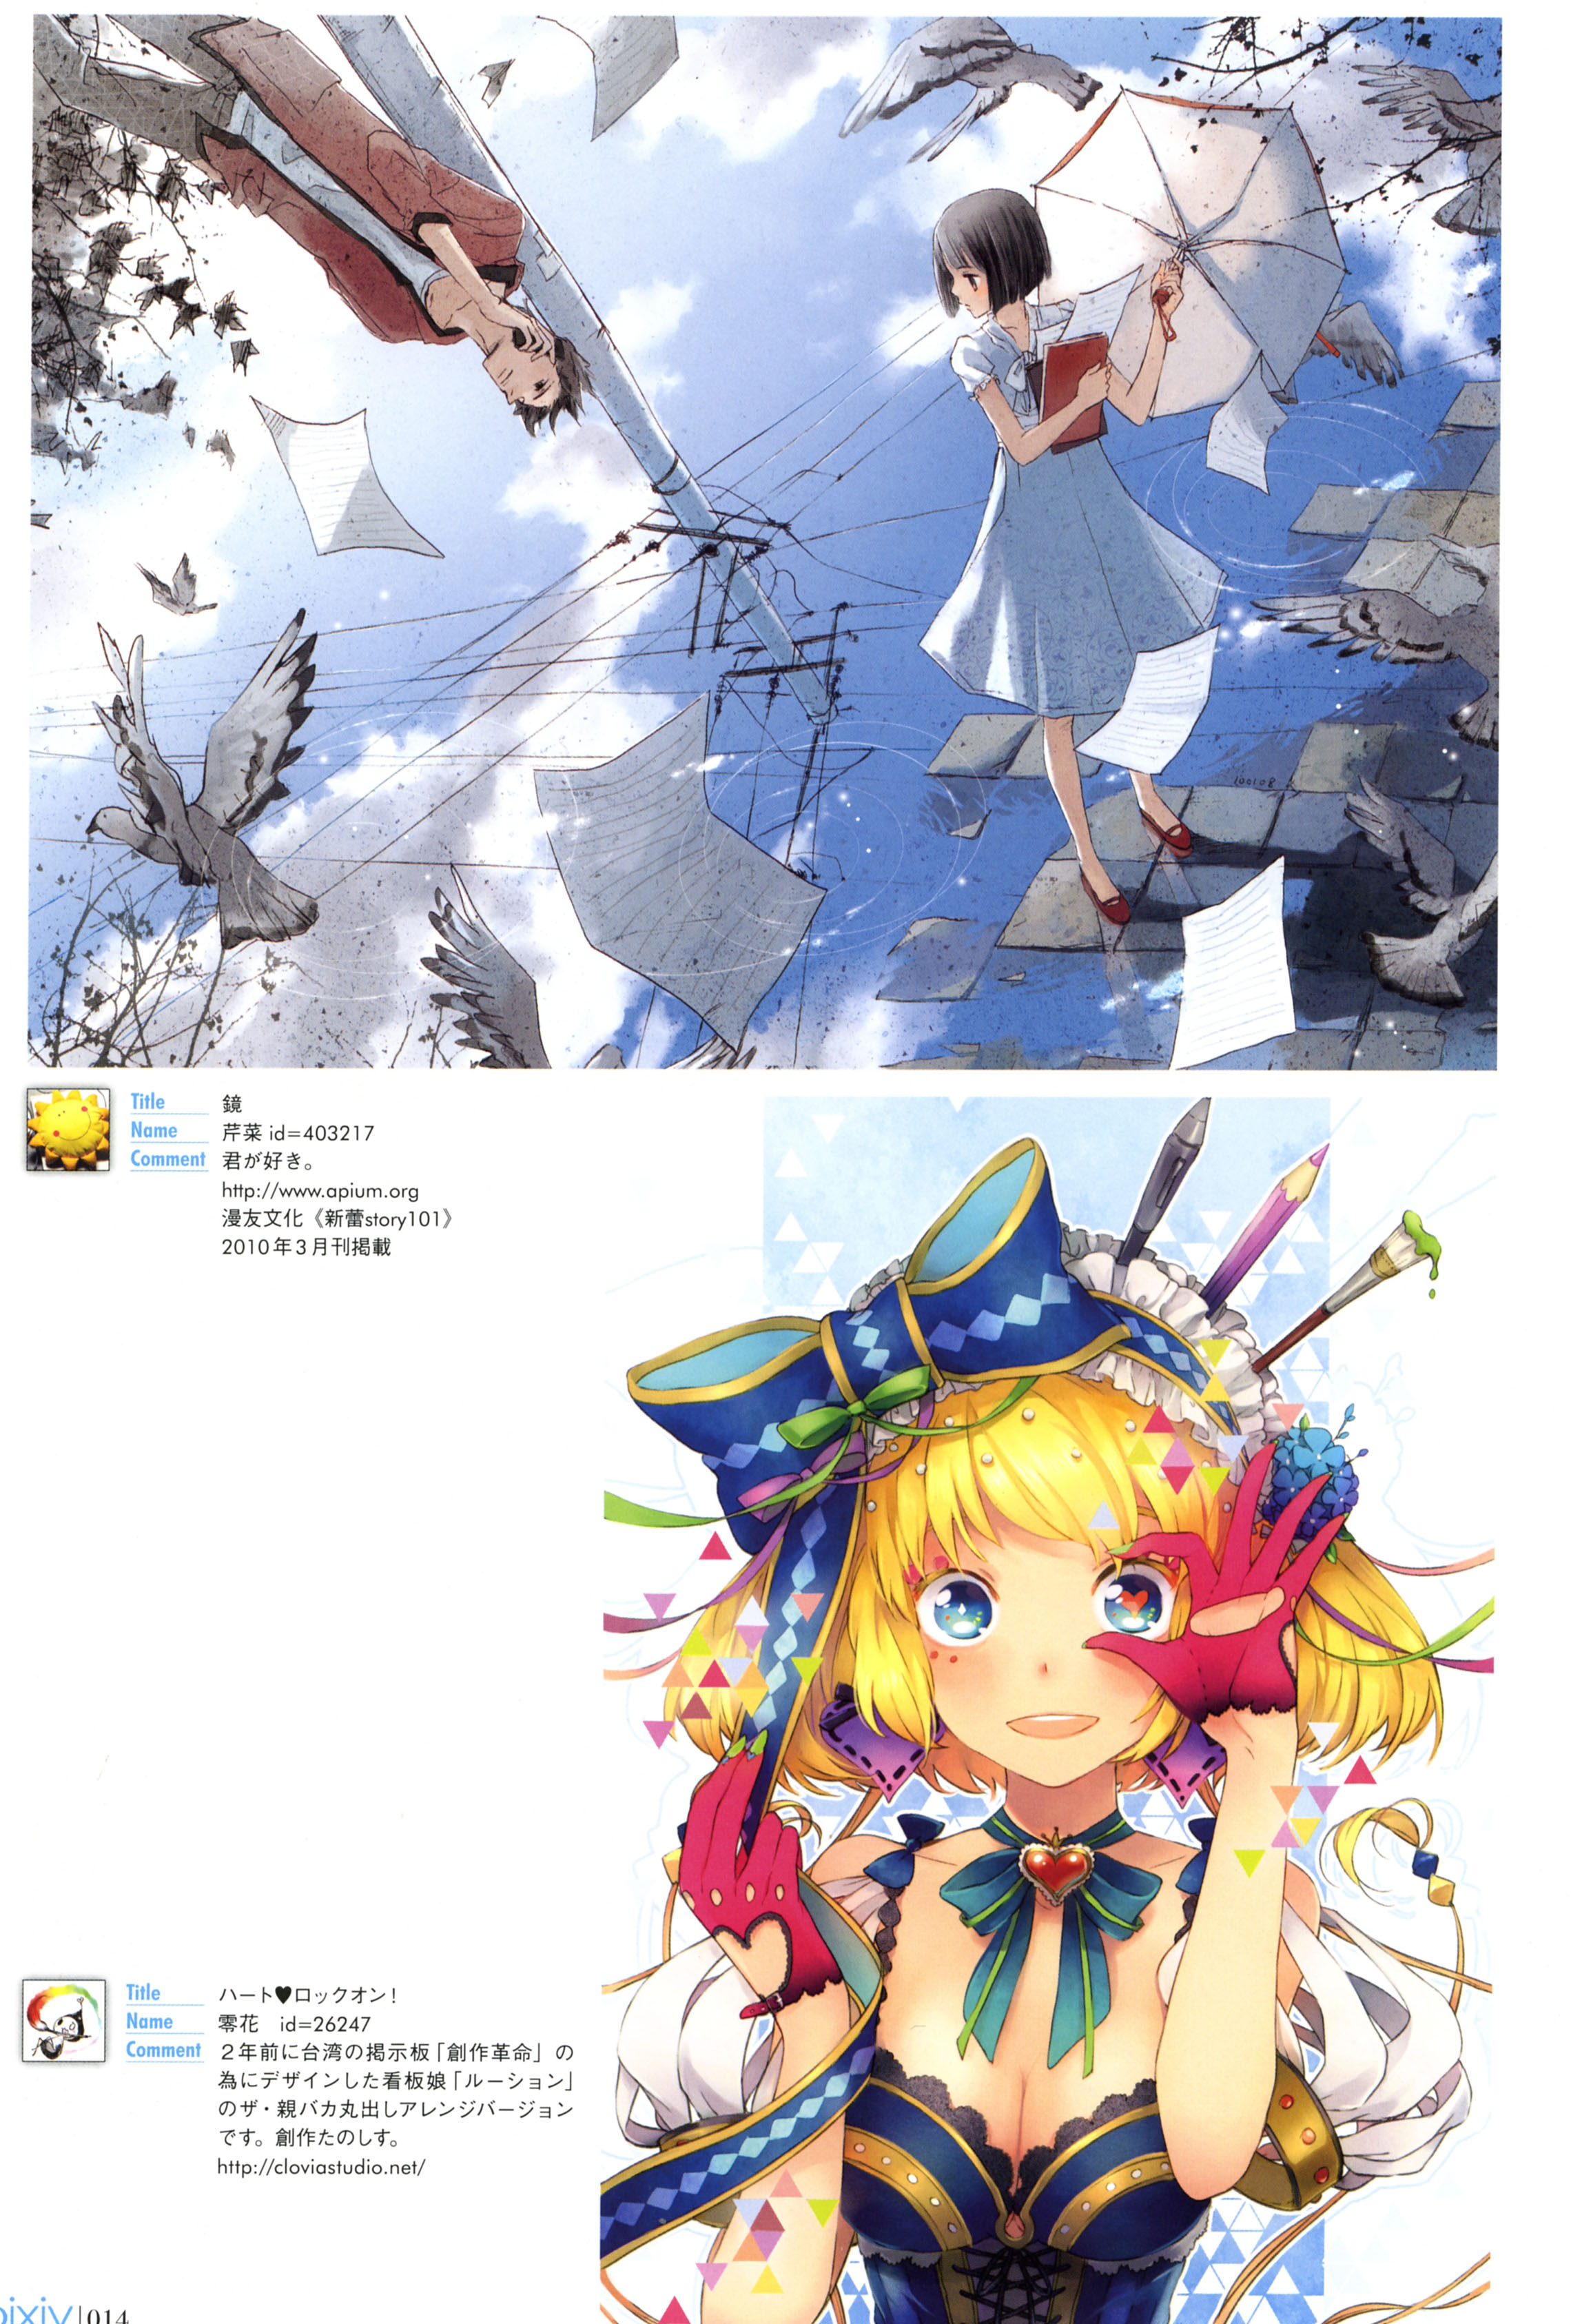 100108
Title 鏡
Name 芹菜 id=403217
Comment 君が好き。
http://www.apium.org
漫友文化《新蕾story101》
2010年3月刊掲載
Title ハート♥ロックオン!
Name 零花 id=26247
Comment 2年前に台湾の掲示板「創作革命」の
為にデザインした看板娘「ルーション」
のザ・親バカ丸出しアレンジバージョン
です。創作たのしす。
http://cloviastudio.net/
pixiv|014